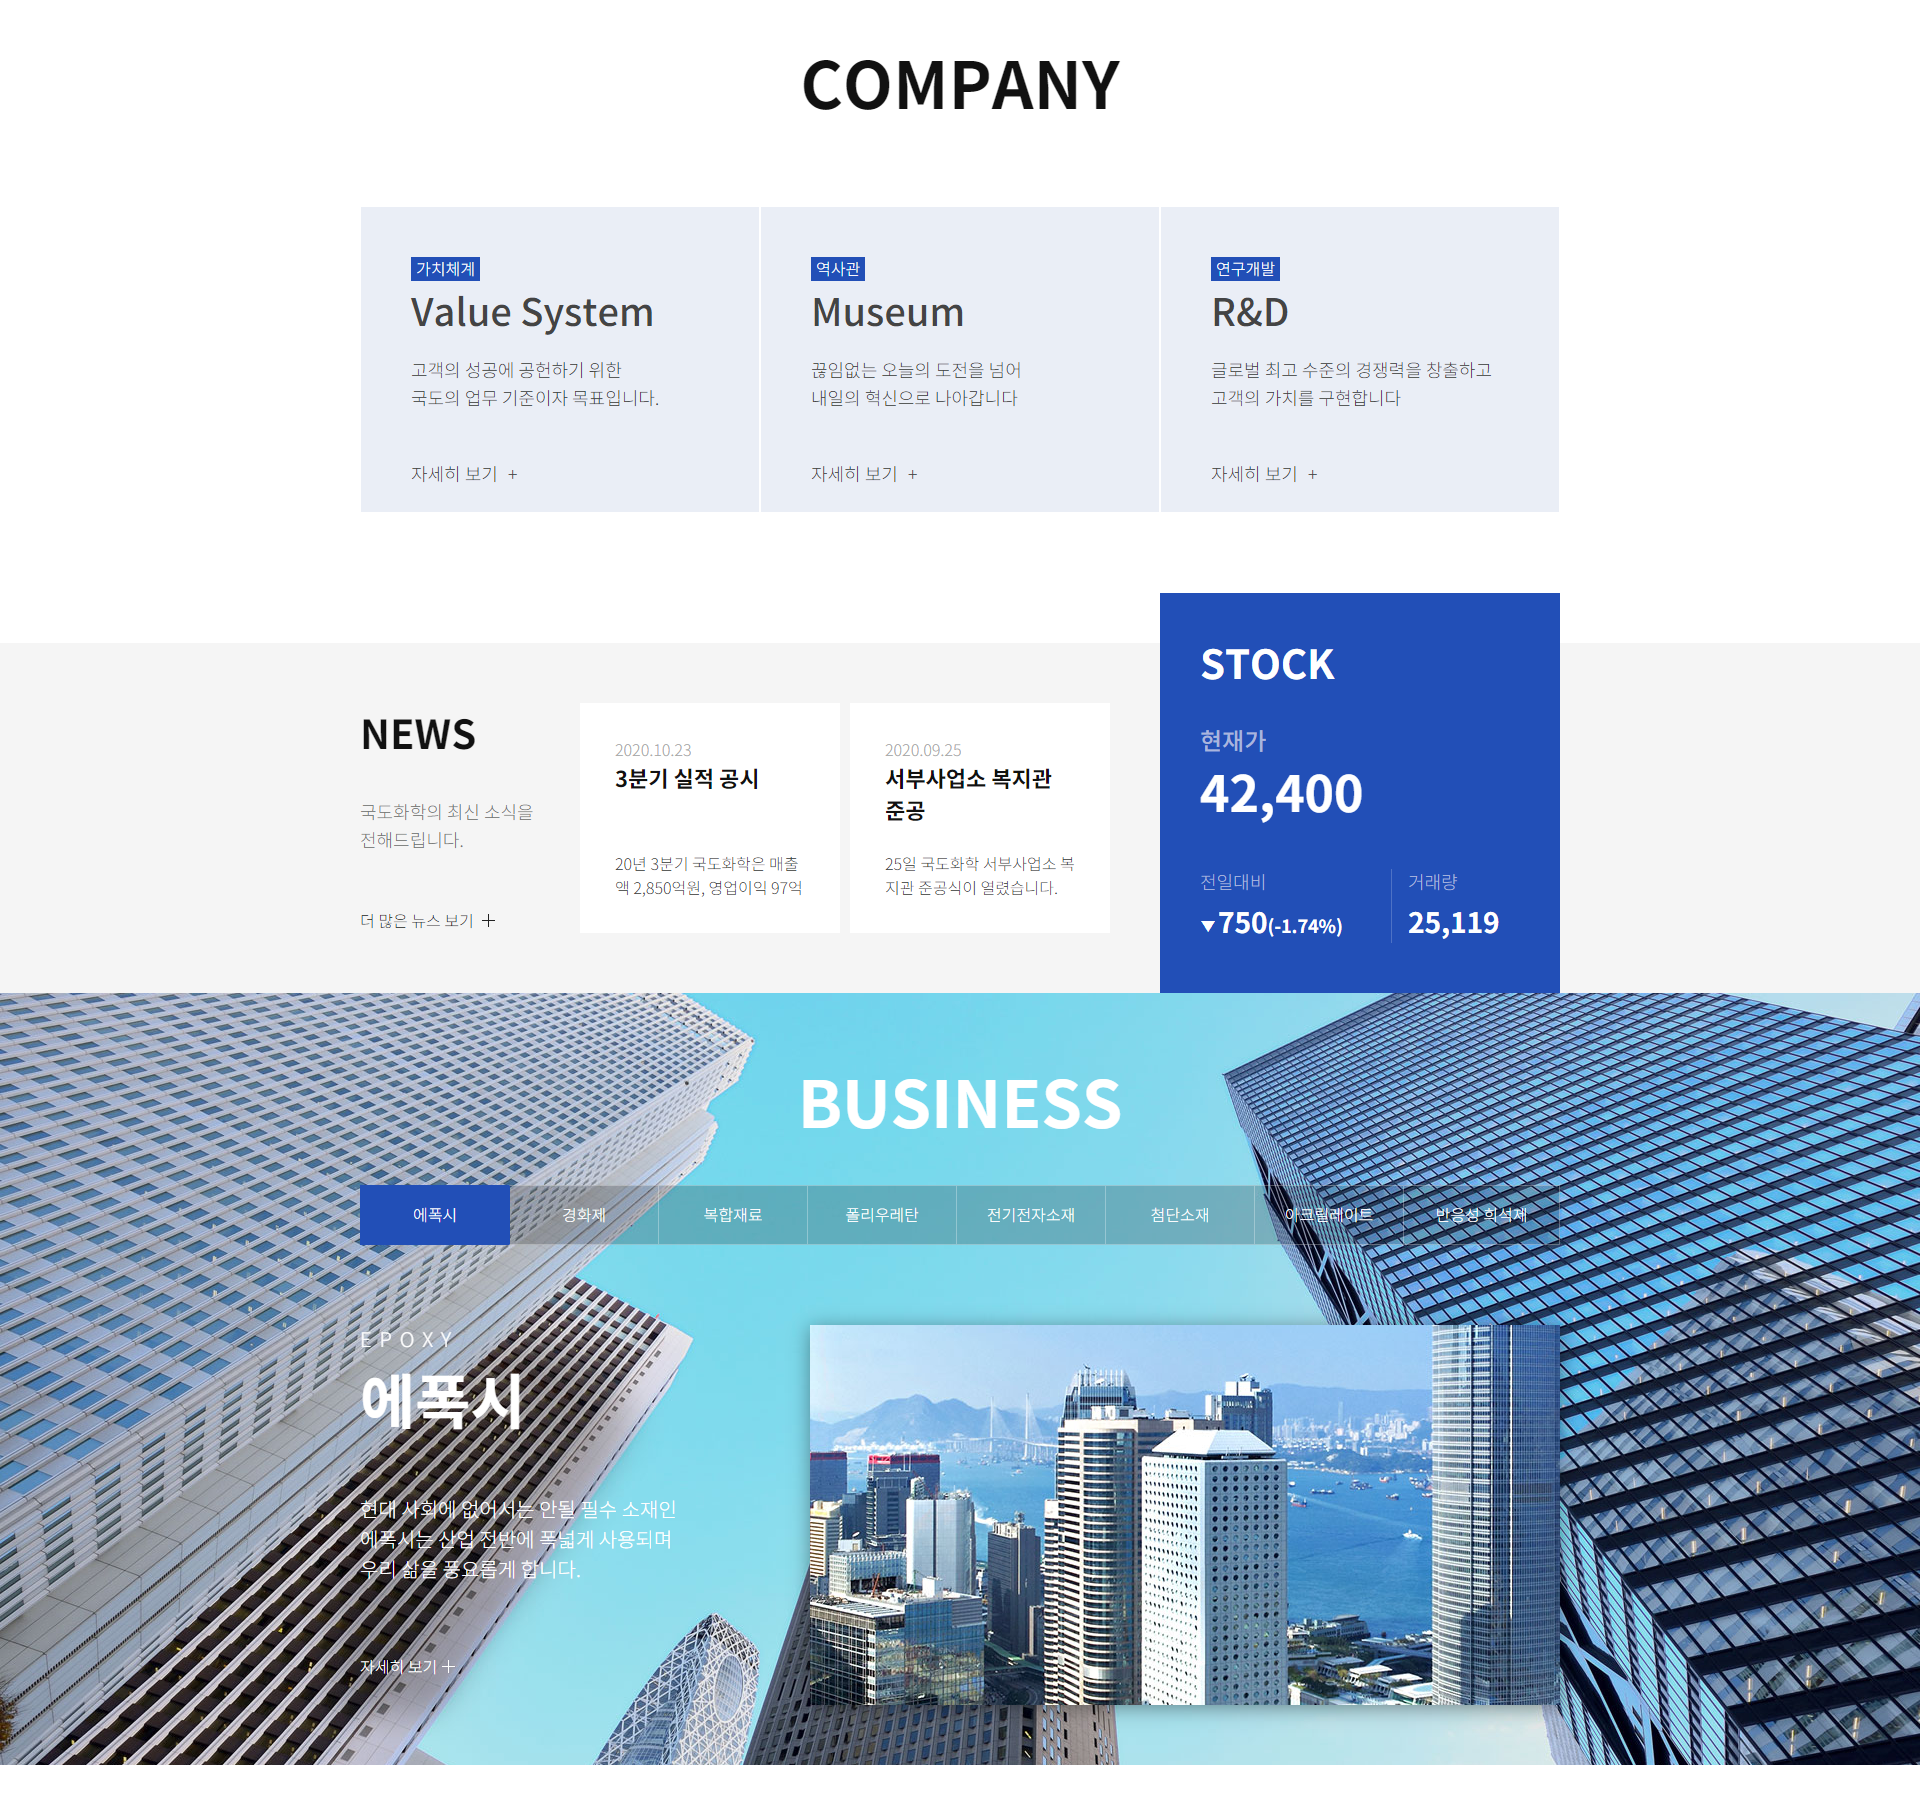 COMPANY
가치체계
Value System
고객의 성공에 공헌하기 위한
국도의 업무 기준이자 목표입니다.
자세히 보기 +
역사관
Museum
끊임없는 오늘의 도전을 넘어
내일의 혁신으로 나아갑니다
자세히 보기 +
연구개발
R&D
글로벌 최고 수준의 경쟁력을 창출하고
고객의 가치를 구현합니다
자세히 보기 +
NEWS
국도화학의 최신 소식을
전해드립니다.
더 많은 뉴스 보기 +
2020.10.23
3분기 실적 공시
20년 3분기 국도화학은 매출
액 2,850억원, 영업이익 97억
2020.09.25
서부사업소 복지관
준공
25일 국도화학 서부사업소 복
지관 준공식이 열렸습니다.
STOCK
현재가
42,400
전일대비
▼750(-1.74%)
거래량
25,119
BUSINESS
에폭시
경화제
복합재료
폴리우레탄
전기전자소재
첨단소재
아크릴레이트
반응성 희석제
EPOXY
에폭시
현대 사회에 없어서는 안될 필수 소재인
에폭시는 산업 전반에 폭넓게 사용되며
우리 삶을 풍요롭게 합니다.
자세히 보기 +